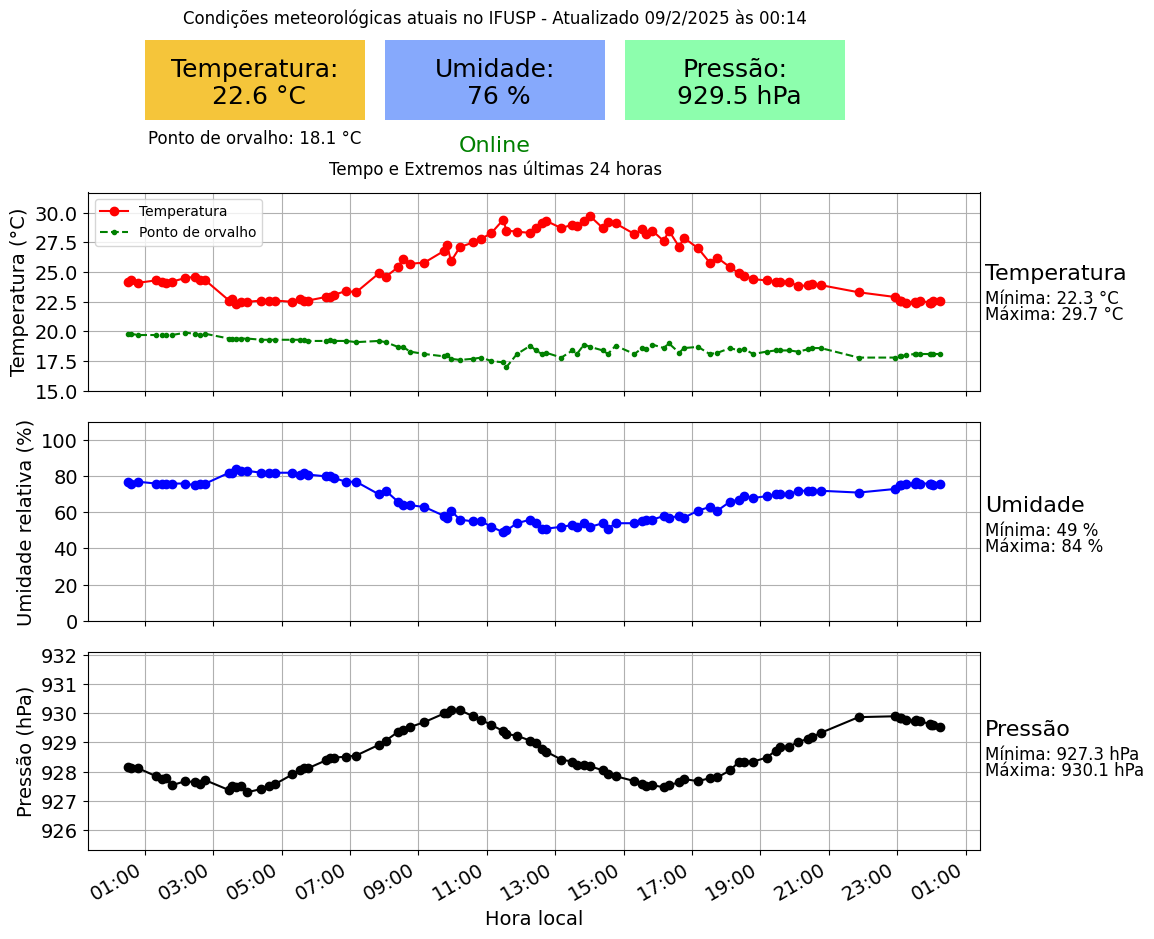 Condições meteorológicas atuais no IFUSP - Atualizado 09/2/2025 às 00:14
Temperatura:
22.6 °C
Umidade:
76 %
Pressão:
929.5 hPa
Ponto de orvalho: 18.1 °C
Online
Tempo e Extremos nas últimas 24 horas
Temperatura (°C)
30.0
27.5
25.0
22.5
20.0
17.5
15.0
Temperatura
Ponto de orvalho
Temperatura
Mínima: 22.3 °C
Máxima: 29.7 °C
Umidade relativa (%)
100
80
60
40
20
0
Umidade
Mínima: 49 %
Máxima: 84 %
Pressão (hPa)
932
931
930
929
928
927
926
Pressão
Mínima: 927.3 hPa
Máxima: 930.1 hPa
01:00 03:00 05:00 07:00 09:00 11:00 13:00 15:00 17:00 19:00 21:00 23:00 01:00
Hora local